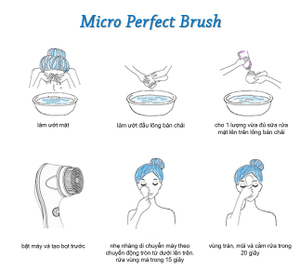 Micro Perfect Brush
làm ướt mặt
làm ướt đầu lông bàn chải
cho 1 lượng vừa đủ sữa rửa
mặt lên trên lông bàn chải
bật máy và tạo bọt trước
nhẹ nhàng di chuyển máy theo
chuyển động tròn từ dưới lên trên.
rửa vùng má trong 15 giây
vùng trán, mũi và cằm rửa trong
20 giây